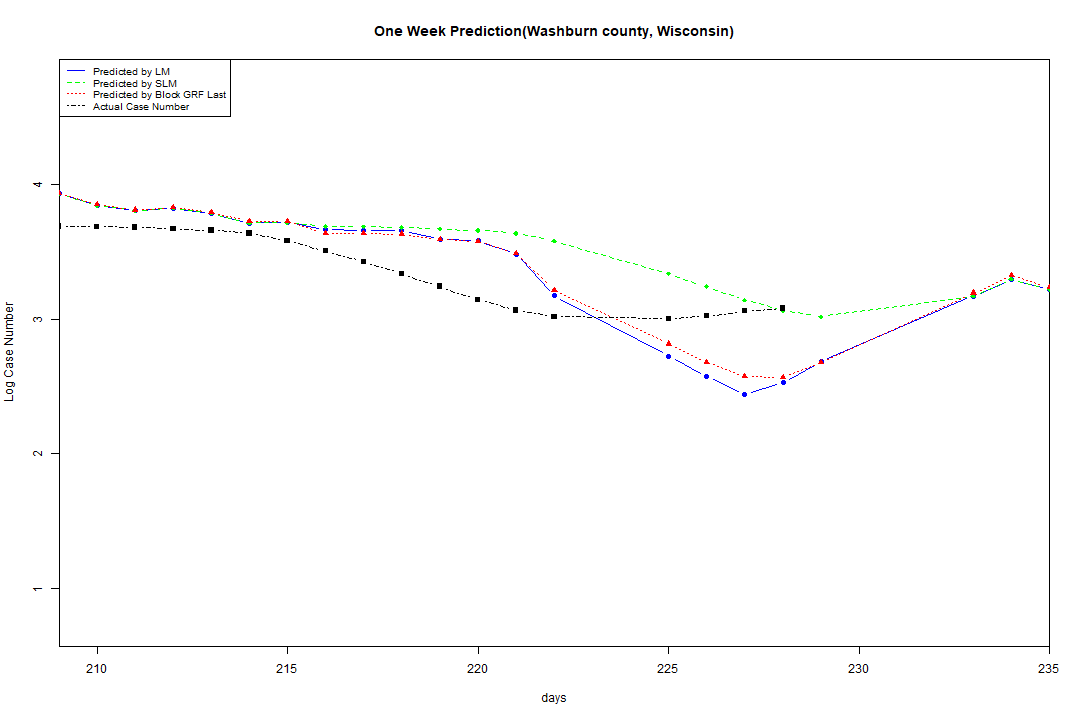 One Week Prediction(Washburn county, Wisconsin)
Predicted by LM
Predicted by SLM
Predicted by Block GRF Last
Actual Case Number
Log Case Number
4
3
2
1
210 215 220 225 230 235
days